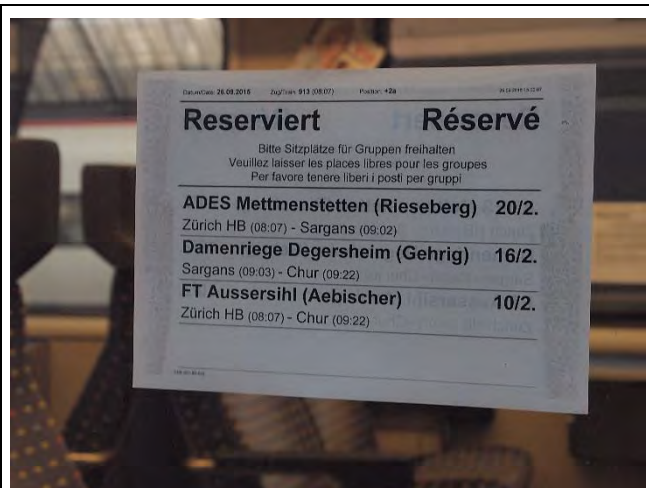 Datum/Date: 28.09.2016 Zug/Train: 913 (08:07) Position: +2a
Reserviert Réservé
Bitte Sitzplätze für Gruppen freihalten
Veuillez laisser les places libres pour les groupes
Per favore tenere liberi i posti per gruppi
ADES Mettmenstetten (Rieseberg) 20/2.
Zürich HB (08:07) - Sargans (09:02)
Damenriege Degersheim (Gehrig) 16/2.
Sargans (09:03) - Chur (09:22)
FT Aussersihl (Aebischer) 10/2.
Zürich HB (08:07) - Chur (09:22)